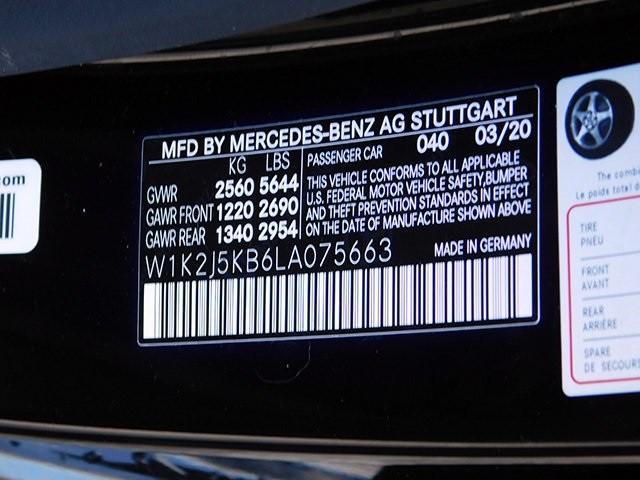 MFD BY MERCEDES-BENZ AG STUTTGART
KG LBS
GVWR 2560 5644
GAWR FRONT 1220 2690
GAWR REAR 1340 2954
PASSENGER CAR 040 03/20
THIS VEHICLE CONFORMS TO ALL APPLICABLE
U.S. FEDERAL MOTOR VEHICLE SAFETY,BUMPER
AND THEFT PREVENTION STANDARDS IN EFFECT
ON THE DATE OF MANUFACTURE SHOWN ABOVE
W1K2J5KB6LA075663 MADE IN GERMANY
com
The combi
Le poids total d
TIRE
PNEU
FRONT
AVANT
REAR
ARRIÈRE
SPARE
DE SECOURS